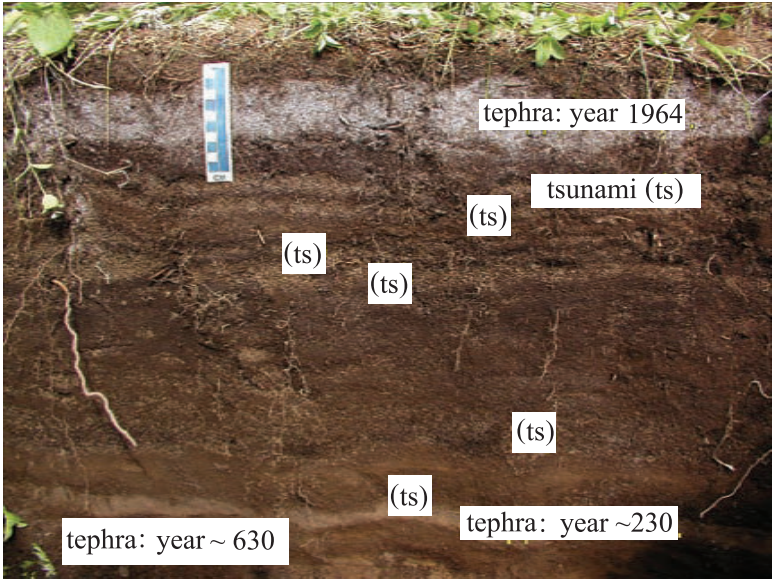 tephra: year 1964
tsunami (ts)
(ts)
(ts)
(ts)
(ts)
(ts)
tephra: year ~230
tephra: year ~ 630